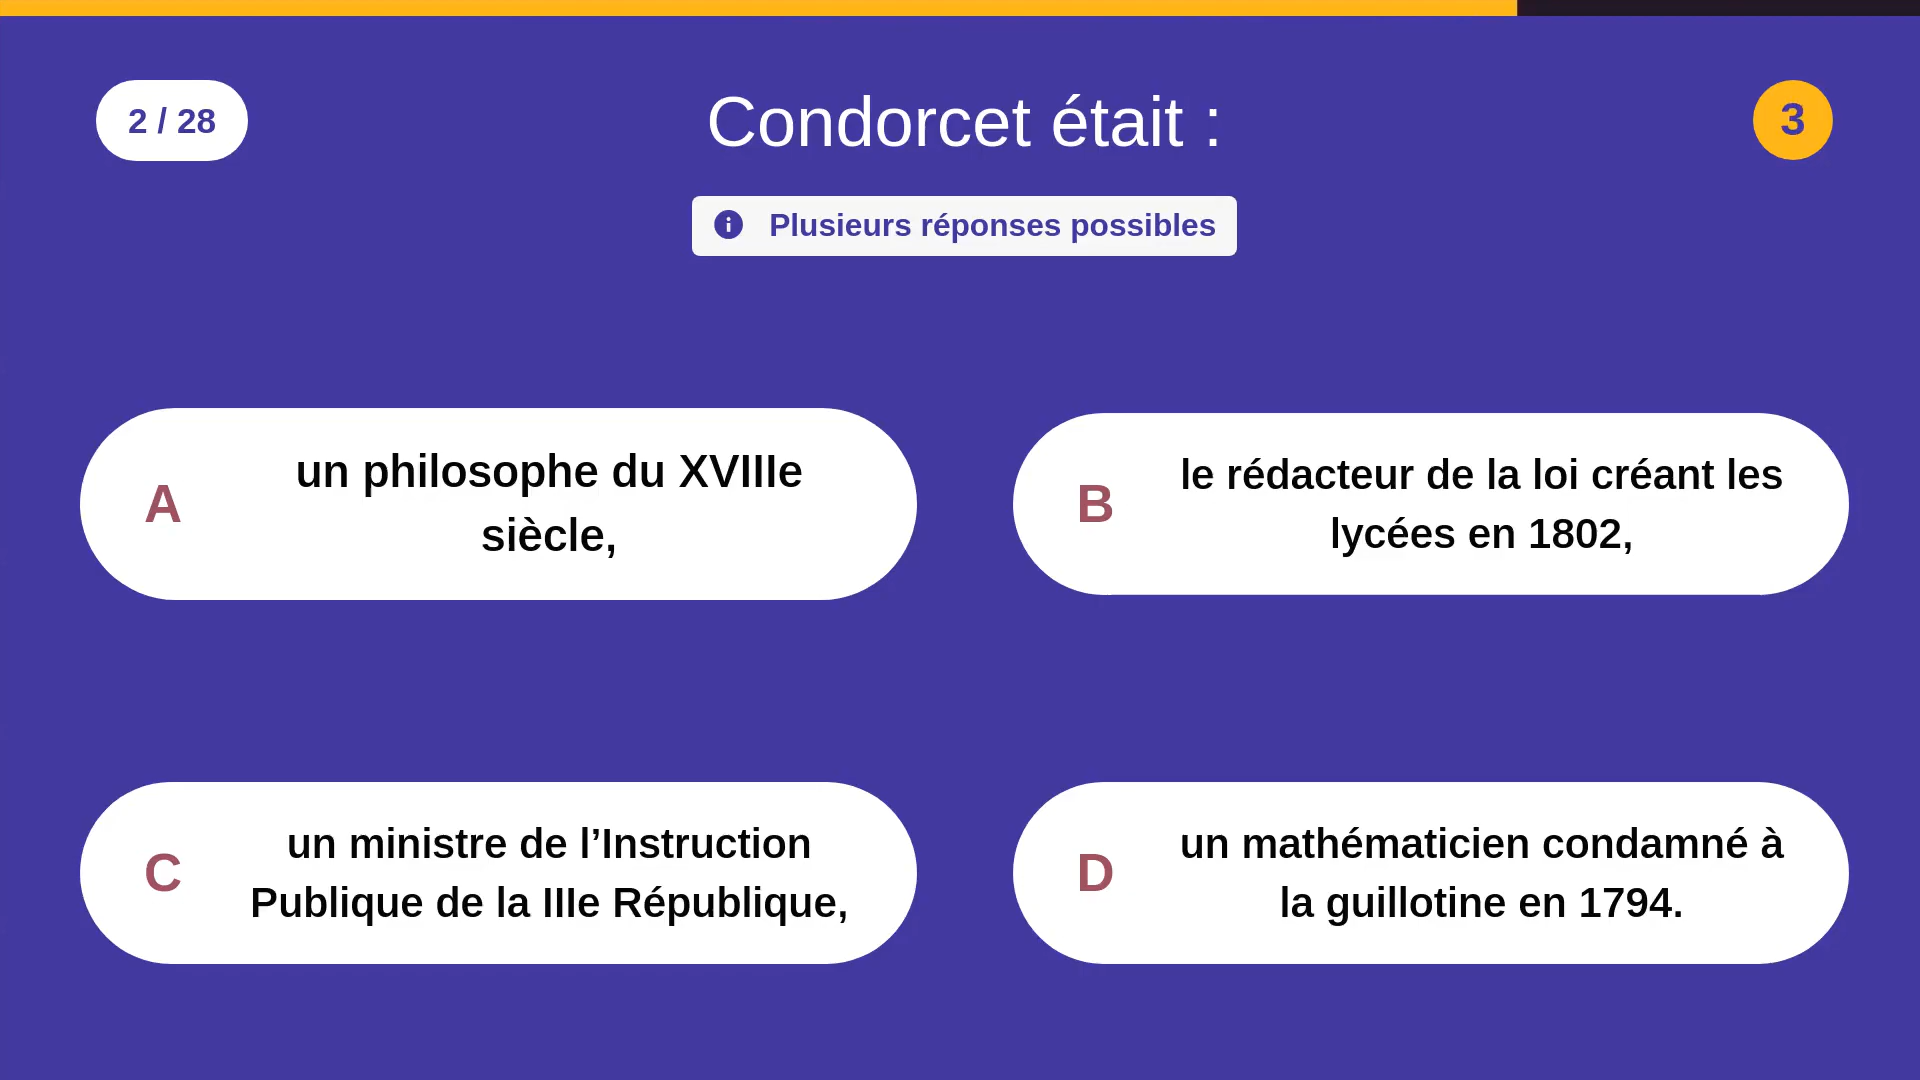 2 / 28
Condorcet était :
3
Plusieurs réponses possibles
A
un philosophe du XVIIIe
siècle,
B
le rédacteur de la loi créant les
lycées en 1802,
C
un ministre de l’Instruction
Publique de la IIIe République,
D
un mathématicien condamné à
la guillotine en 1794.